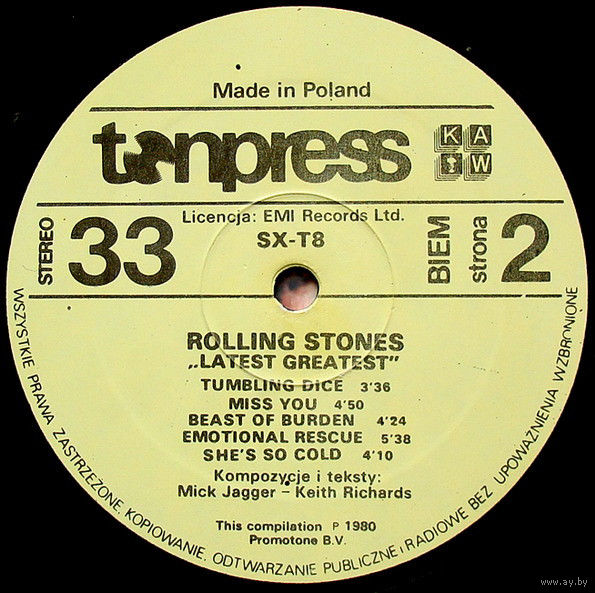 Made in Poland
tonpress KAW
Licencja: EMI Records Ltd.
SX-T8
STEREO 33
BIEM strona 2
ROLLING STONES
„LATEST GREATEST”
TUMBLING DICE 3'36
MISS YOU 4'50
BEAST OF BURDEN 4'24
EMOTIONAL RESCUE 5'38
SHE'S SO COLD 4'10
Kompozycje i teksty:
Mick Jagger – Keith Richards
This compilation P 1980
Promotone B.V.
WSZYSTKIE PRAWA ZASTRZEŻONE. KOPIOWANIE, ODTWARZANIE PUBLICZNE i RADIOWE BEZ UPOWAŻNIENIA WZBRONIONE
www.ay.by